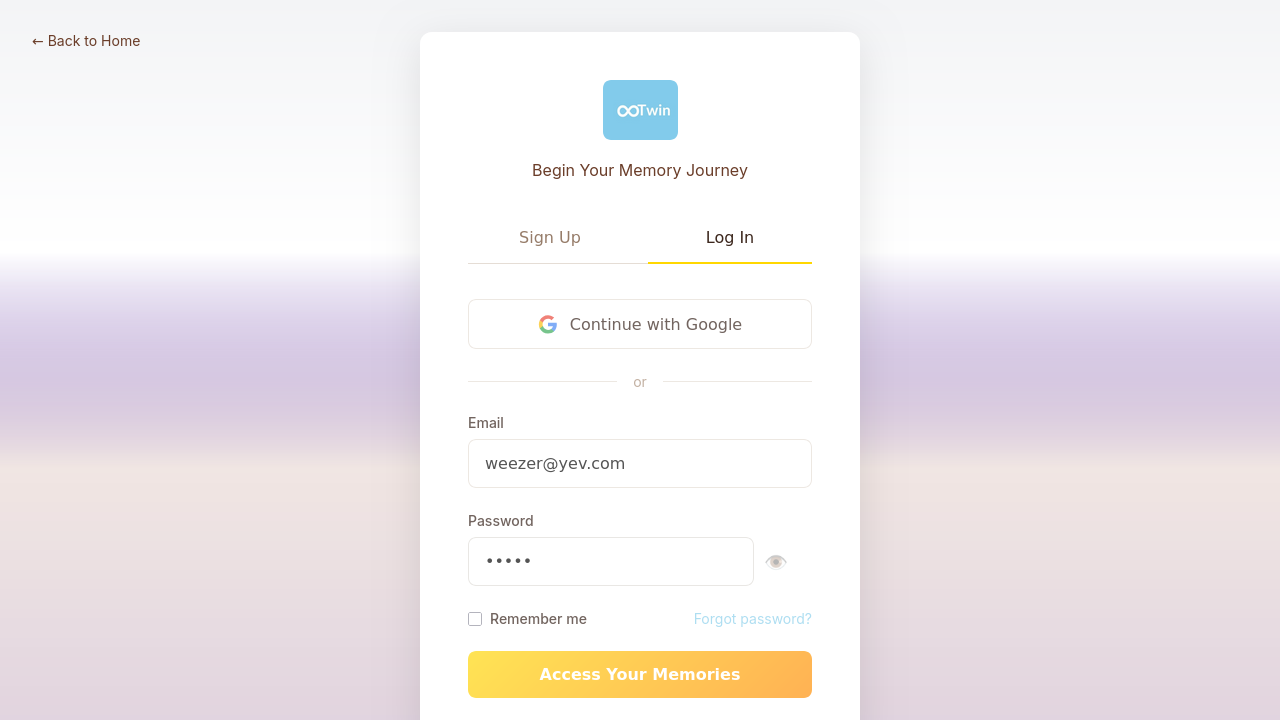 ← Back to Home
∞Twin
Begin Your Memory Journey
Sign Up
Log In
Continue with Google
or
Email
weezer@yev.com
Password
•••••
Remember me
Forgot password?
Access Your Memories